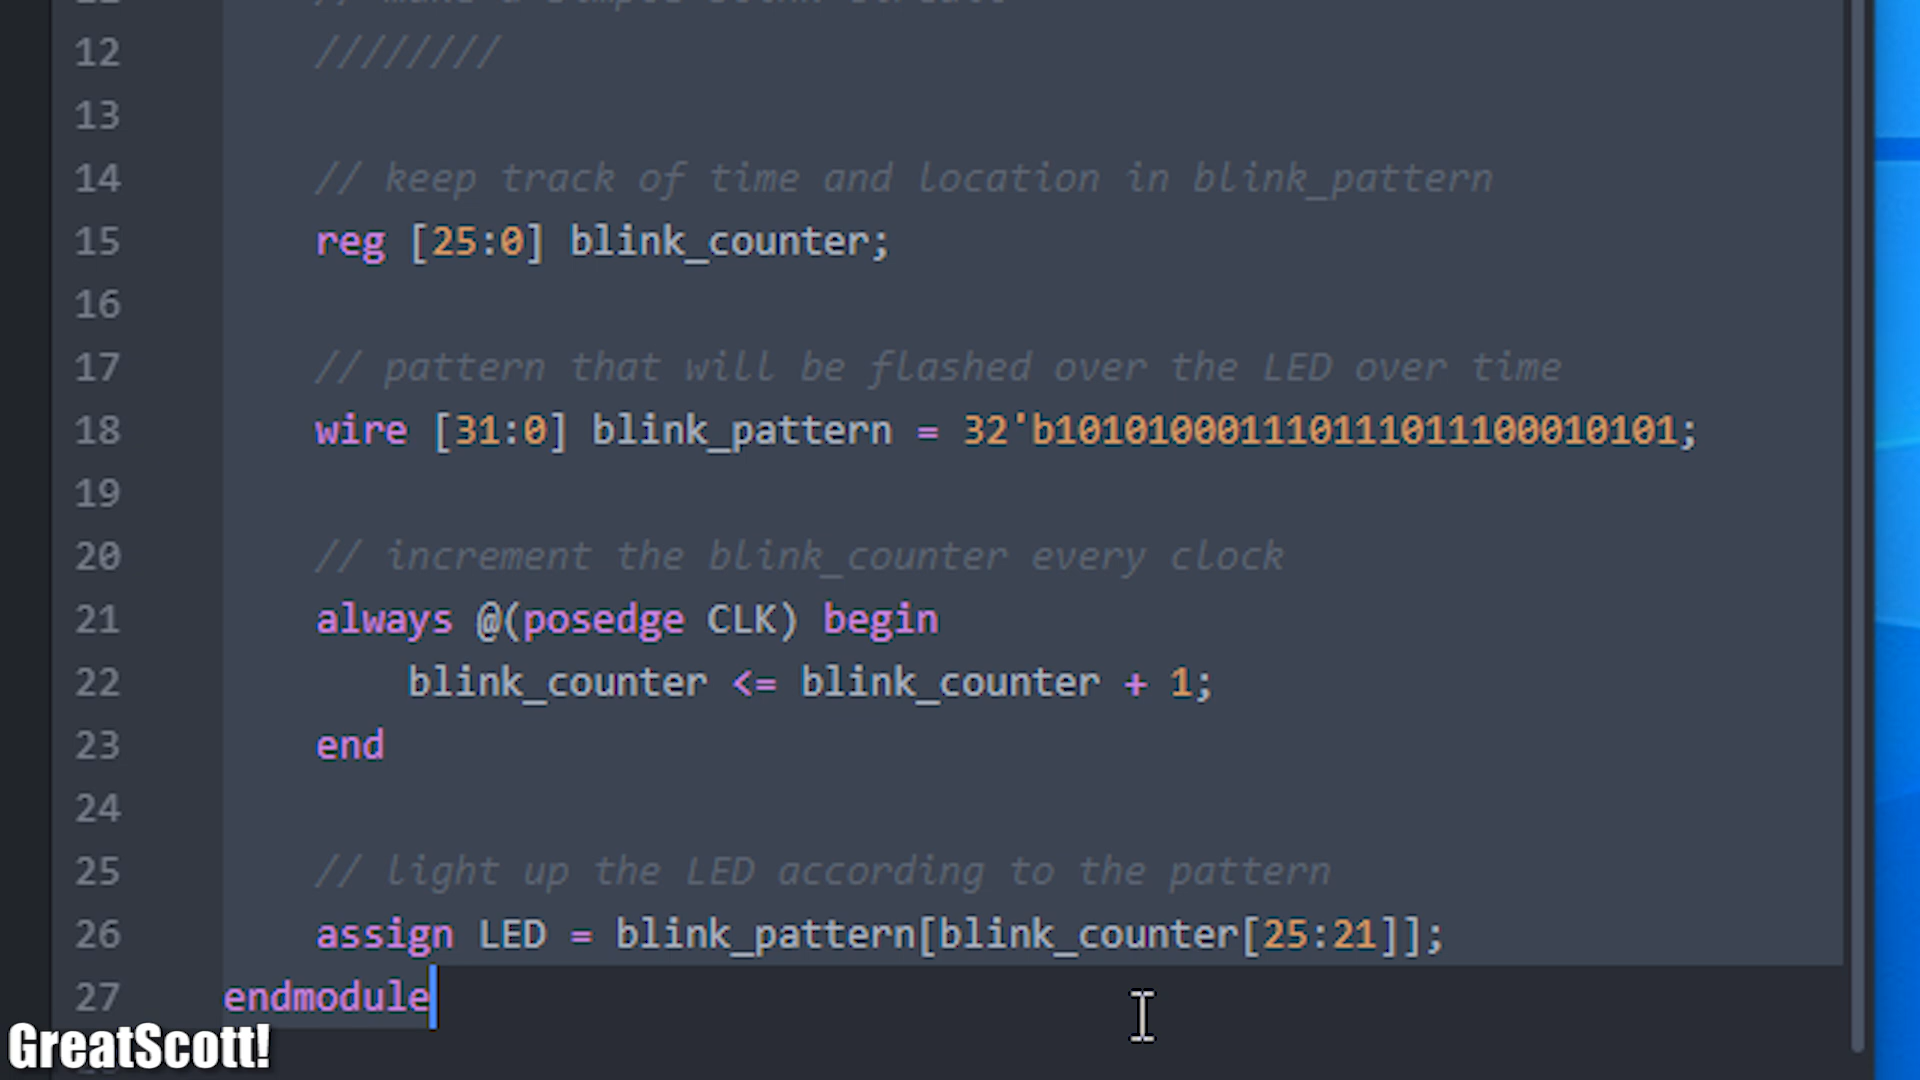 12 ////////
13
14 // keep track of time and location in blink_pattern
15 reg [25:0] blink_counter;
16
17 // pattern that will be flashed over the LED over time
18 wire [31:0] blink_pattern = 32'b101010001110111011100010101;
19
20 // increment the blink_counter every clock
21 always @(posedge CLK) begin
22 blink_counter <= blink_counter + 1;
23 end
24
25 // light up the LED according to the pattern
26 assign LED = blink_pattern[blink_counter[25:21]];
27 endmodule
GreatScott!